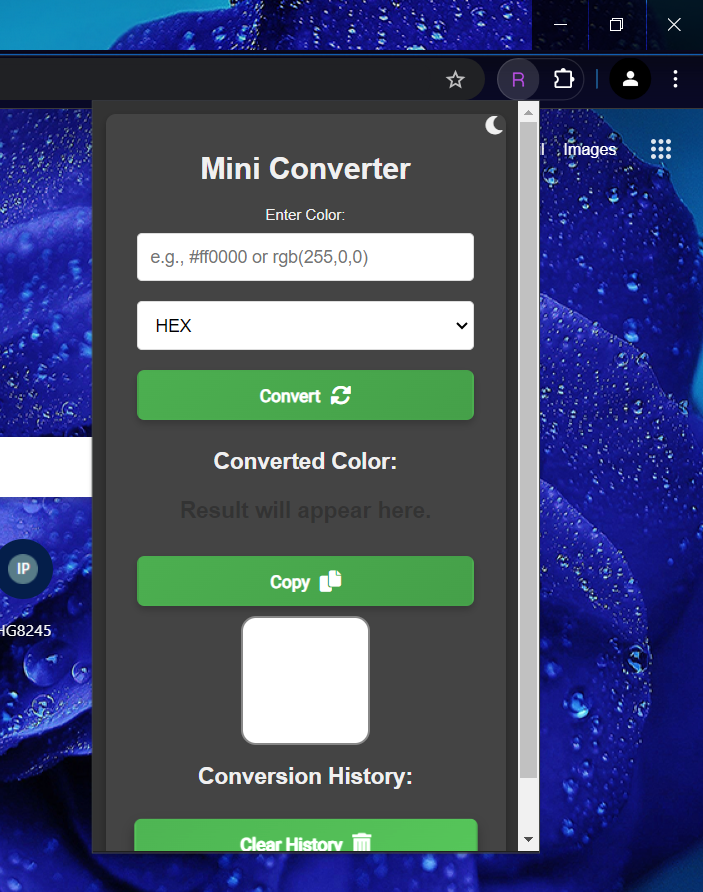 R
l Images
Mini Converter
Enter Color:
e.g., #ff0000 or rgb(255,0,0)
HEX
Convert
Converted Color:
Result will appear here.
Copy
IP
HG8245
Conversion History:
Clear History